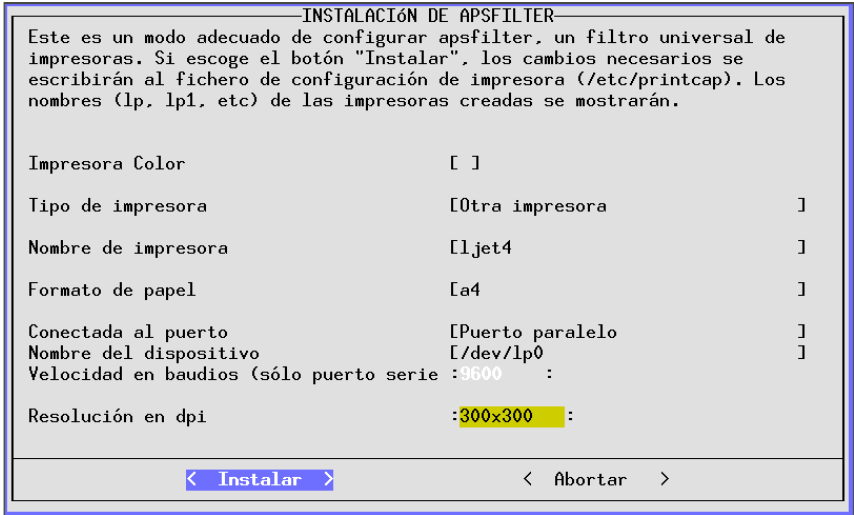 INSTALACIóN DE APSFILTER
Este es un modo adecuado de configurar apsfilter, un filtro universal de
impresoras. Si escoge el botón "Instalar", los cambios necesarios se
escribirán al fichero de configuración de impresora (/etc/printcap). Los
nombres (lp, lp1, etc) de las impresoras creadas se mostrarán.
Impresora Color [ ]
Tipo de impresora [Otra impresora ]
Nombre de impresora [ljet4 ]
Formato de papel [a4 ]
Conectada al puerto [Puerto paralelo ]
Nombre del dispositivo [/dev/lp0 ]
Velocidad en baudios (sólo puerto serie :9600 :
Resolución en dpi :300x300 :
< Instalar > < Abortar >